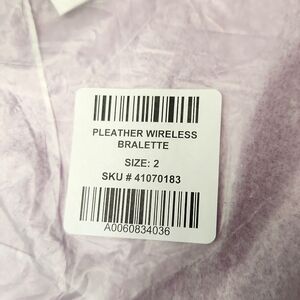 PLEATHER WIRELESS
BRALETTE
SIZE: 2
SKU # 41070183
A0060834036